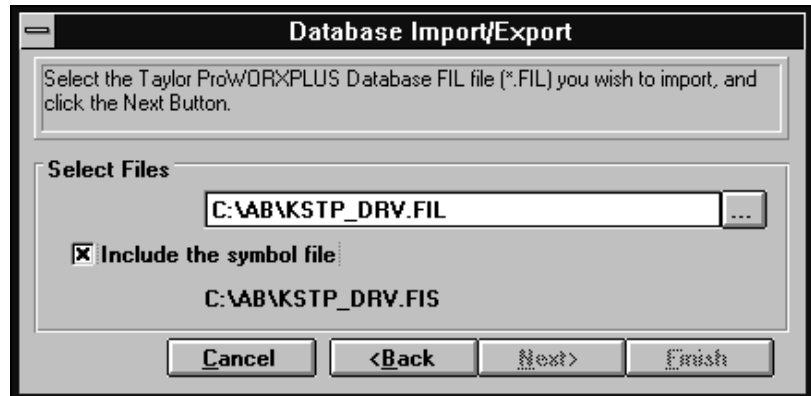 Database Import/Export
Select the Taylor ProWORXPLUS Database FIL file (*.FIL) you wish to import, and
click the Next Button.
Select Files
C:\AB\KSTP_DRV.FIL
...
Include the symbol file
C:\AB\KSTP_DRV.FIS
Cancel
<Back
Next>
Finish